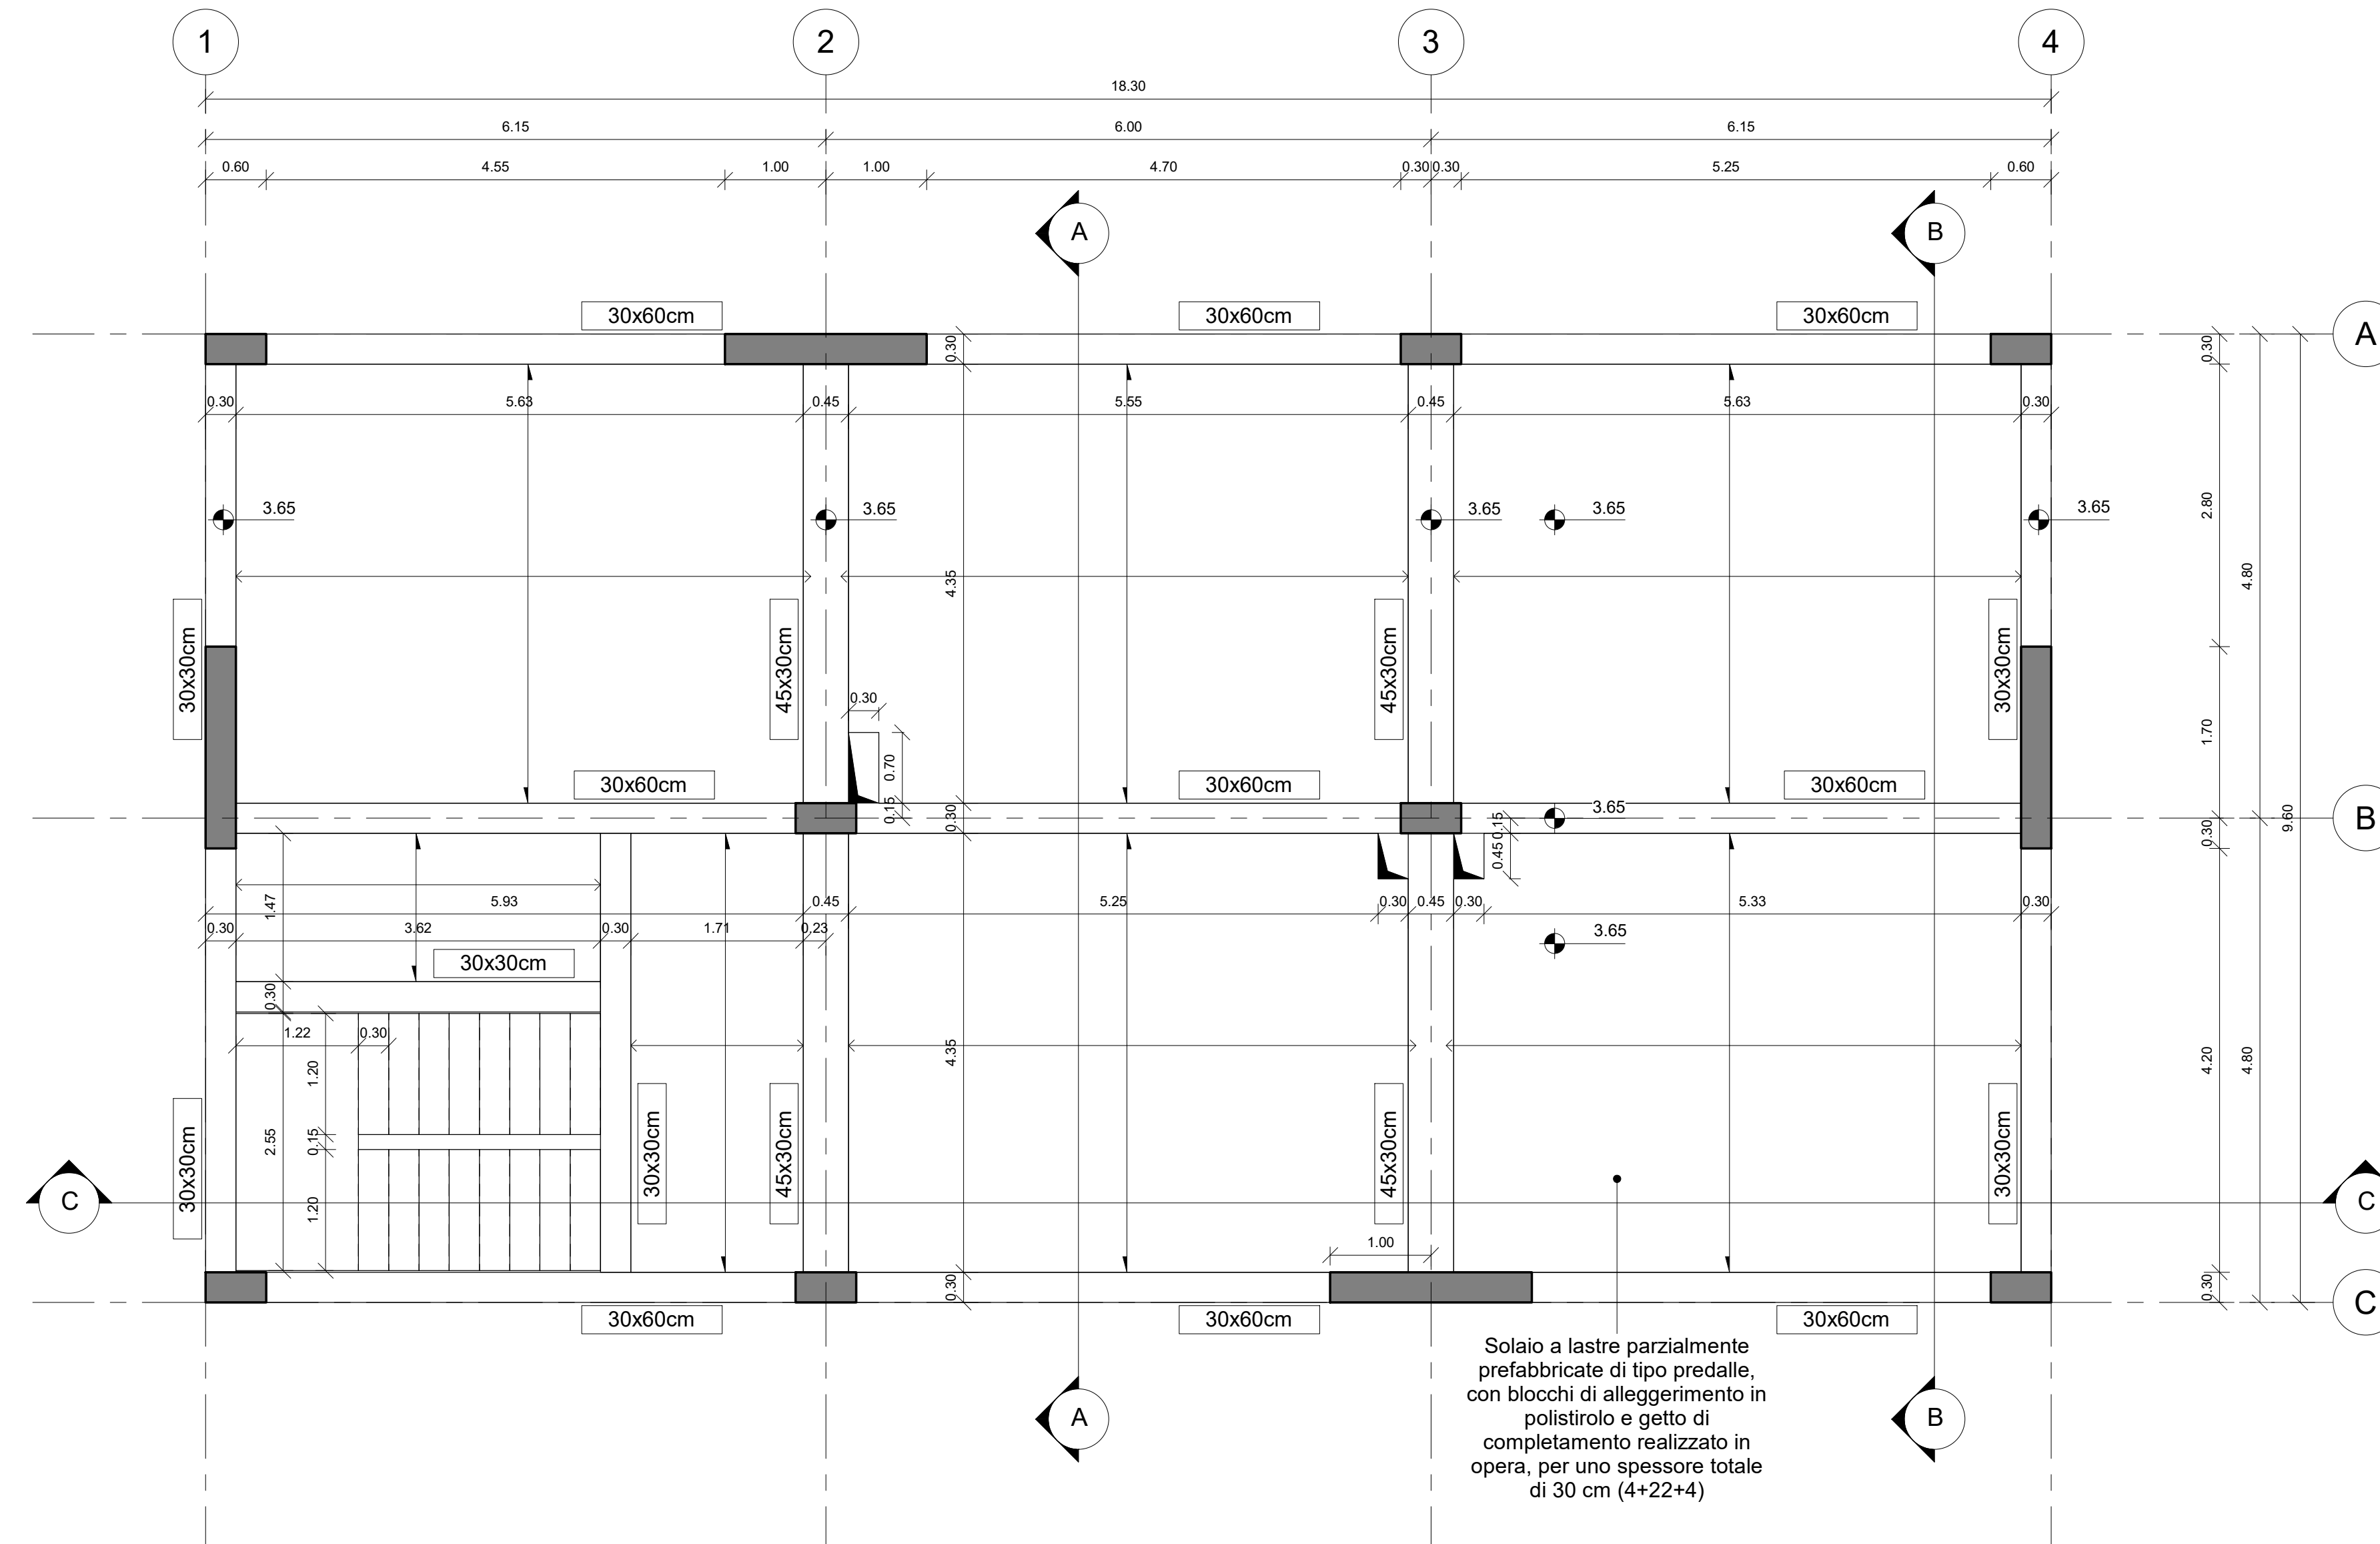 1 2 3 4
18.30
6.15 6.00 6.15
0.60 4.55 1.00 1.00 4.70 0.30 0.30 5.25 0.60
A B
30x60cm 30x60cm 30x60cm
A
0.30 0.30
0.30 5.63 0.45 5.55 0.45 5.63 0.30
3.65 3.65 3.65 3.65 3.65
2.80
4.35 4.80
30x30cm 45x30cm 45x30cm 30x30cm
0.30
1.70
0.70
30x60cm 30x60cm 30x60cm
0.15 0.30 3.65 0.15 0.30 9.60
B
0.45
1.47
5.93 0.45 5.25 0.30 0.45 0.30 5.33 0.30
0.30 3.62 0.30 1.71 0.23
3.65
30x30cm
0.30
1.22 0.30
1.20 4.35 4.20 4.80
2.55 0.15
30x30cm 30x30cm 45x30cm 45x30cm 30x30cm
1.20
C C
1.00
0.30 0.30
C
30x60cm 30x60cm 30x60cm
Solaio a lastre parzialmente
prefabbricate di tipo predalle,
con blocchi di alleggerimento in
polistirolo e getto di
completamento realizzato in
opera, per uno spessore totale
di 30 cm (4+22+4)
A B